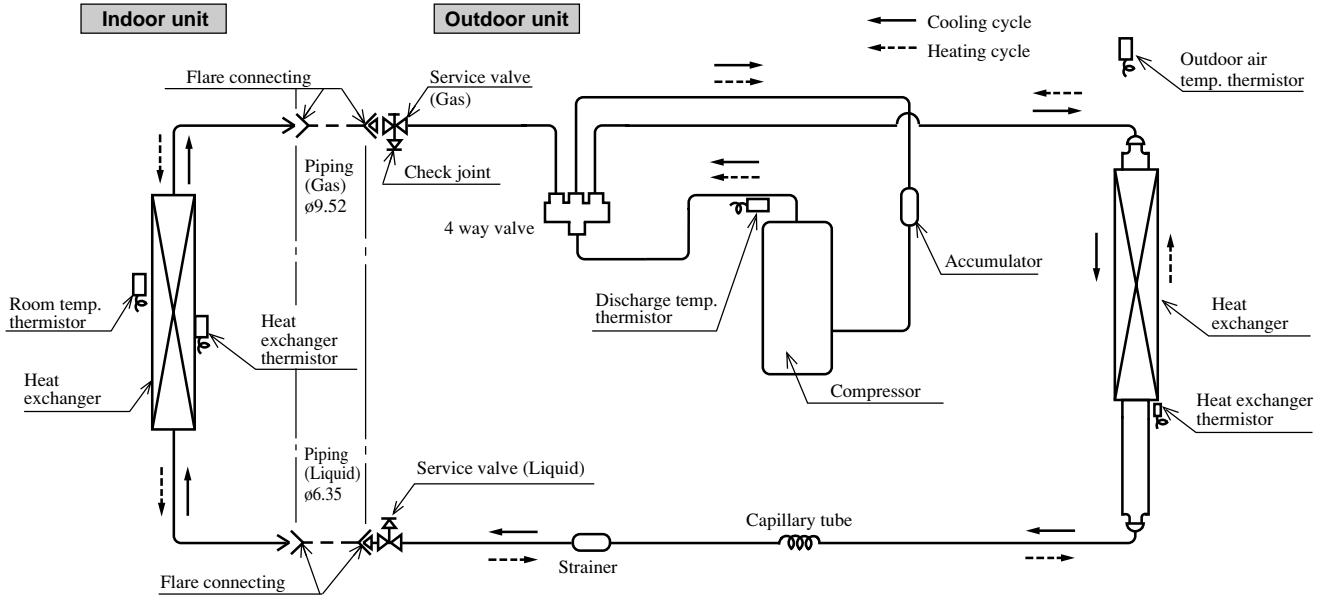 Indoor unit
Outdoor unit
Cooling cycle
Heating cycle
Outdoor air
temp. thermistor
Flare connecting
Service valve
(Gas)
Check joint
Piping
(Gas)
ø9.52
4 way valve
Accumulator
Room temp.
thermistor
Heat
exchanger
thermistor
Discharge temp.
thermistor
Heat
exchanger
Heat
exchanger
Compressor
Heat exchanger
thermistor
Piping
(Liquid)
ø6.35
Service valve (Liquid)
Capillary tube
Strainer
Flare connecting